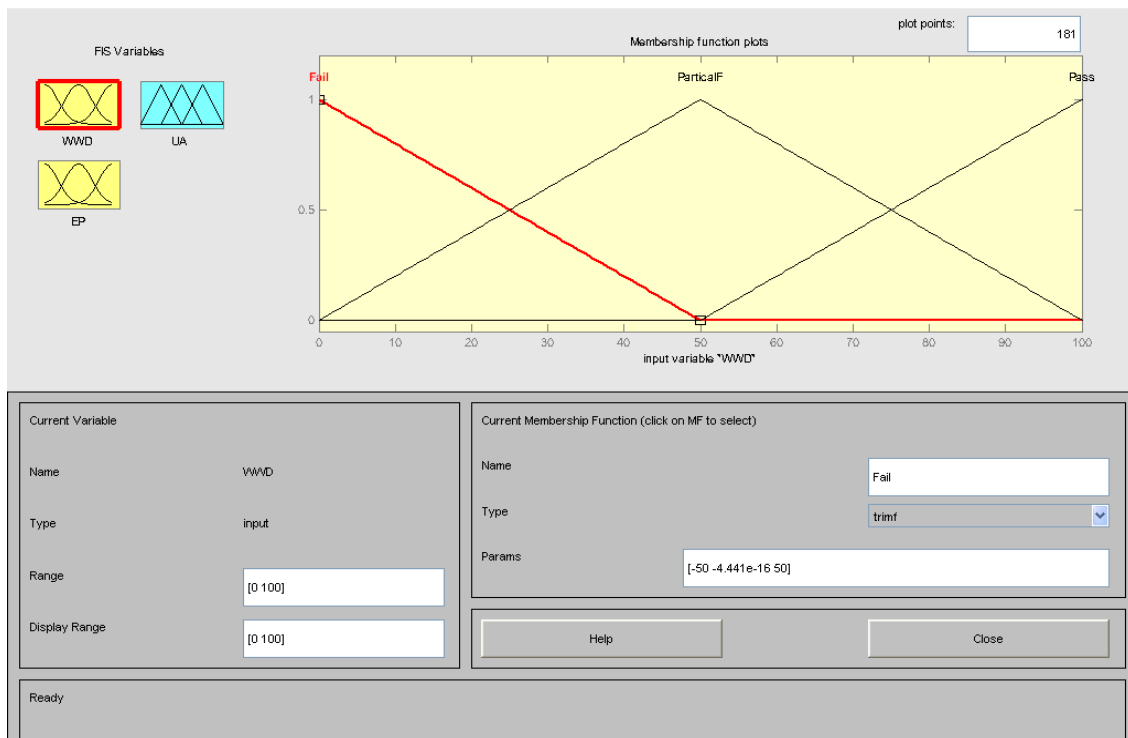 plot points:
181
FIS Variables
Membership function plots
WWD
UA
EP
Fail
ParticalF
Pass
1
0.5
0
0 10 20 30 40 50 60 70 80 90 100
input variable "WWD"
Current Variable
Name WWD
Type input
Range [0 100]
Display Range [0 100]
Current Membership Function (click on MF to select)
Name Fail
Type trimf
Params [-50 -4.441e-16 50]
Help Close
Ready